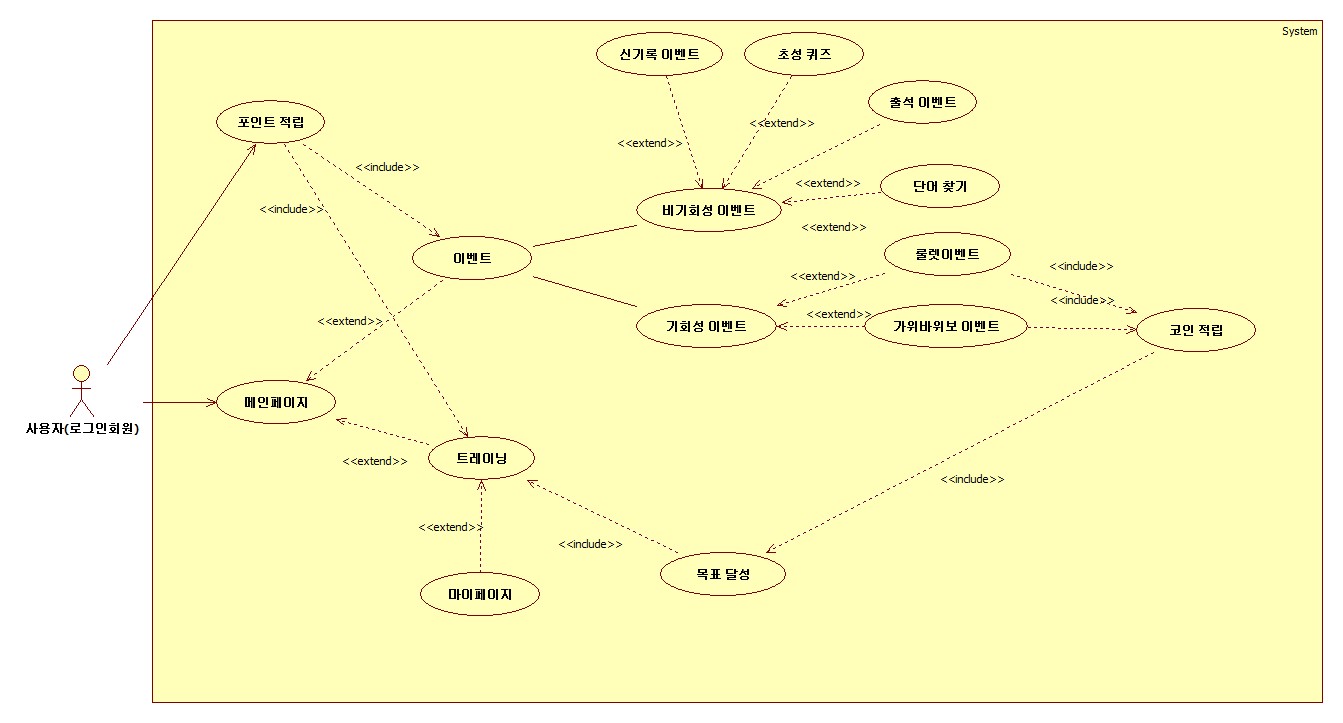 System
신기록 이벤트
초성 퀴즈
출석 이벤트
포인트 적립
<<extend>>
<<extend>>
<<include>>
<<extend>>
단어 찾기
<<include>>
비기회성 이벤트
<<extend>>
이벤트
룰렛이벤트
<<extend>>
<<include>>
<<include>>
<<extend>>
<<extend>>
기회성 이벤트
가위바위보 이벤트
코인 적립
메인페이지
사용자(로그인회원)
<<extend>>
트레이닝
<<include>>
<<extend>>
<<include>>
목표 달성
마이페이지